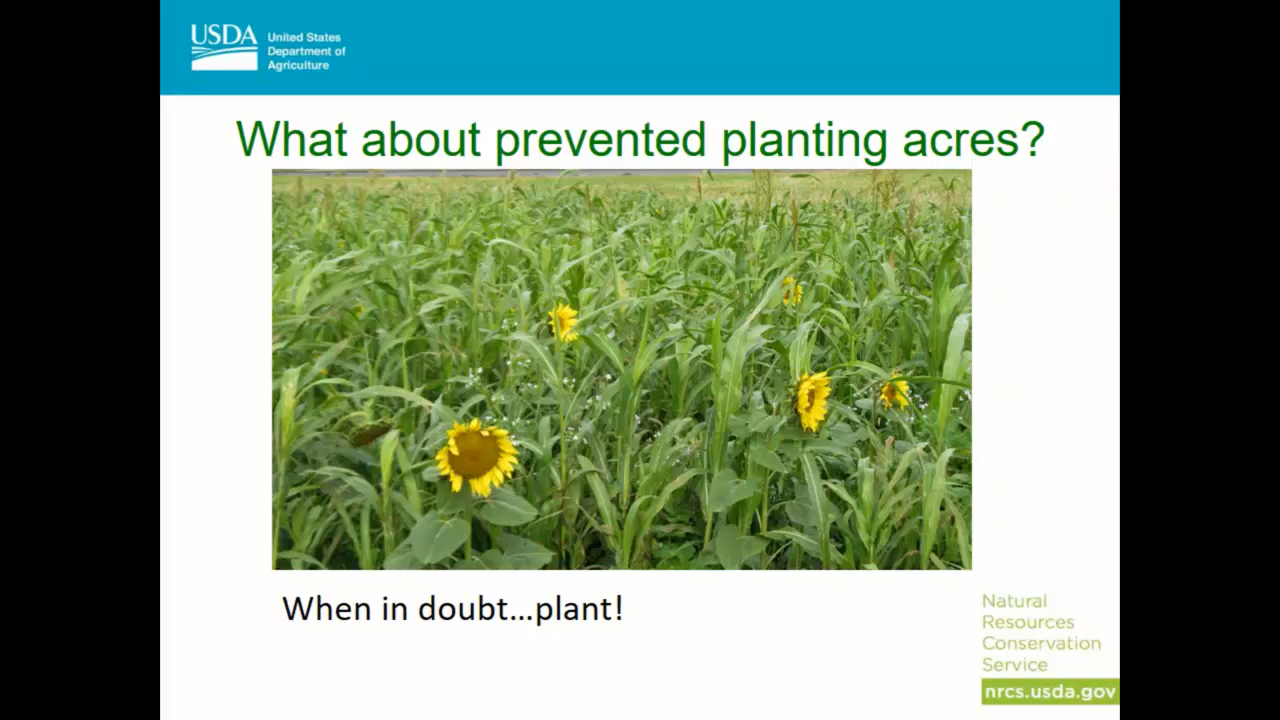 USDA
United States
Department of
Agriculture
What about prevented planting acres?
When in doubt...plant!
Natural
Resources
Conservation
Service
nrcs.usda.gov